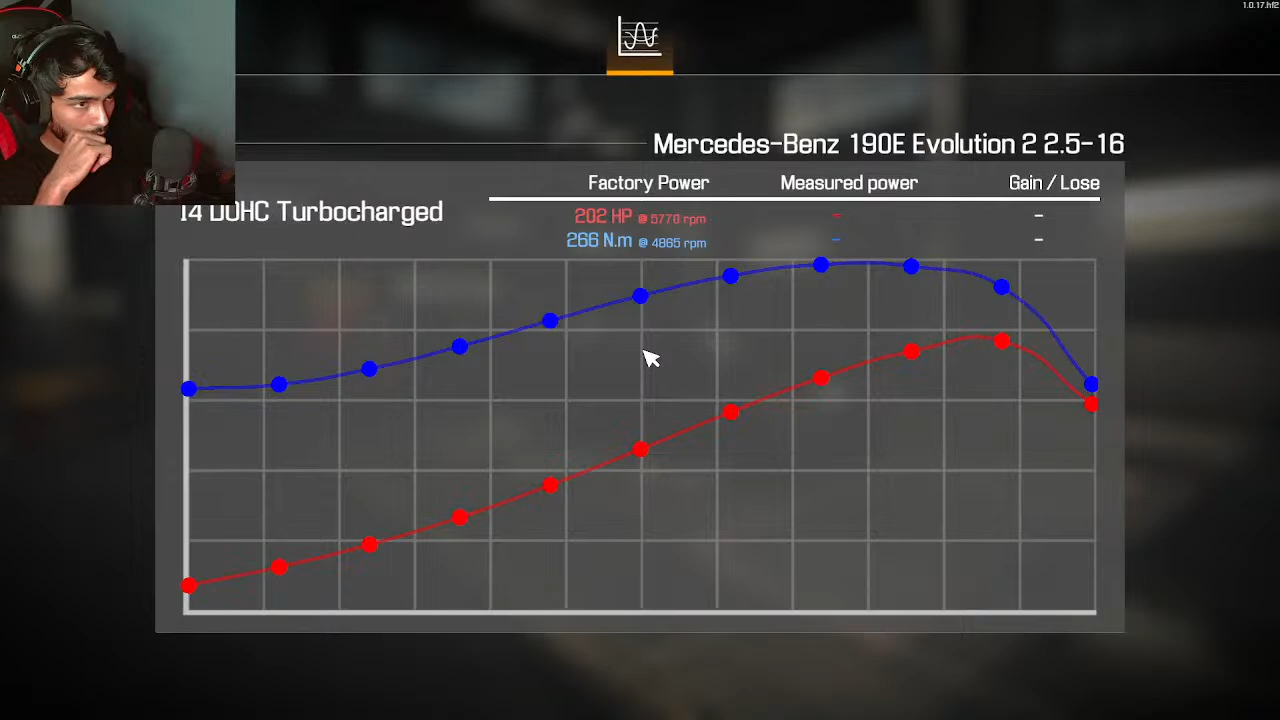 1.0.17.hf2
Mercedes-Benz 190E Evolution 2 2.5-16
Factory Power Measured power Gain / Lose
I4 DOHC Turbocharged
202 HP @ 5770 rpm - -
266 N.m @ 4865 rpm - -